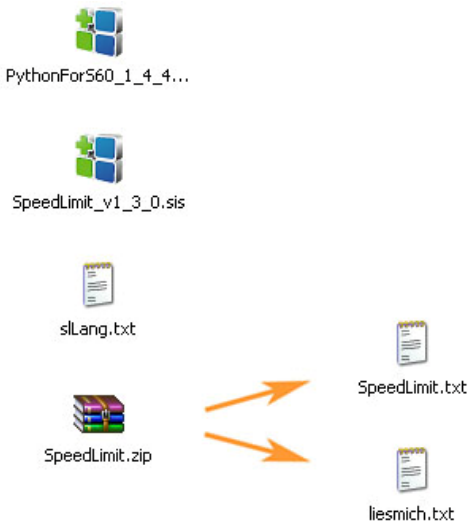 PythonForS60_1_4_4...
SpeedLimit_v1_3_0.sis
slLang.txt
SpeedLimit.txt
SpeedLimit.zip
liesmich.txt